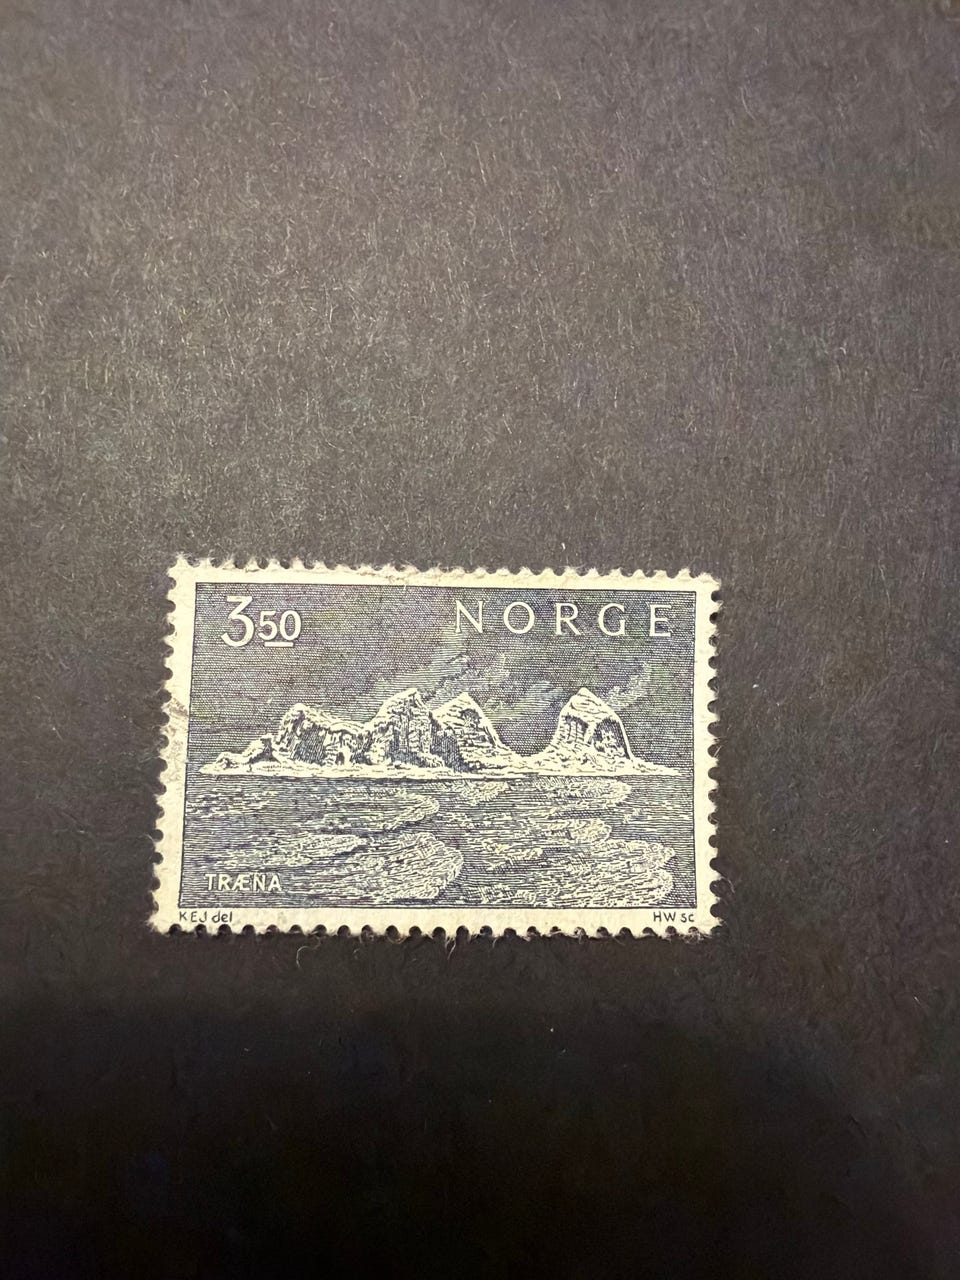 3.50 NORGE
TRÆNA
KEJ del HW sc